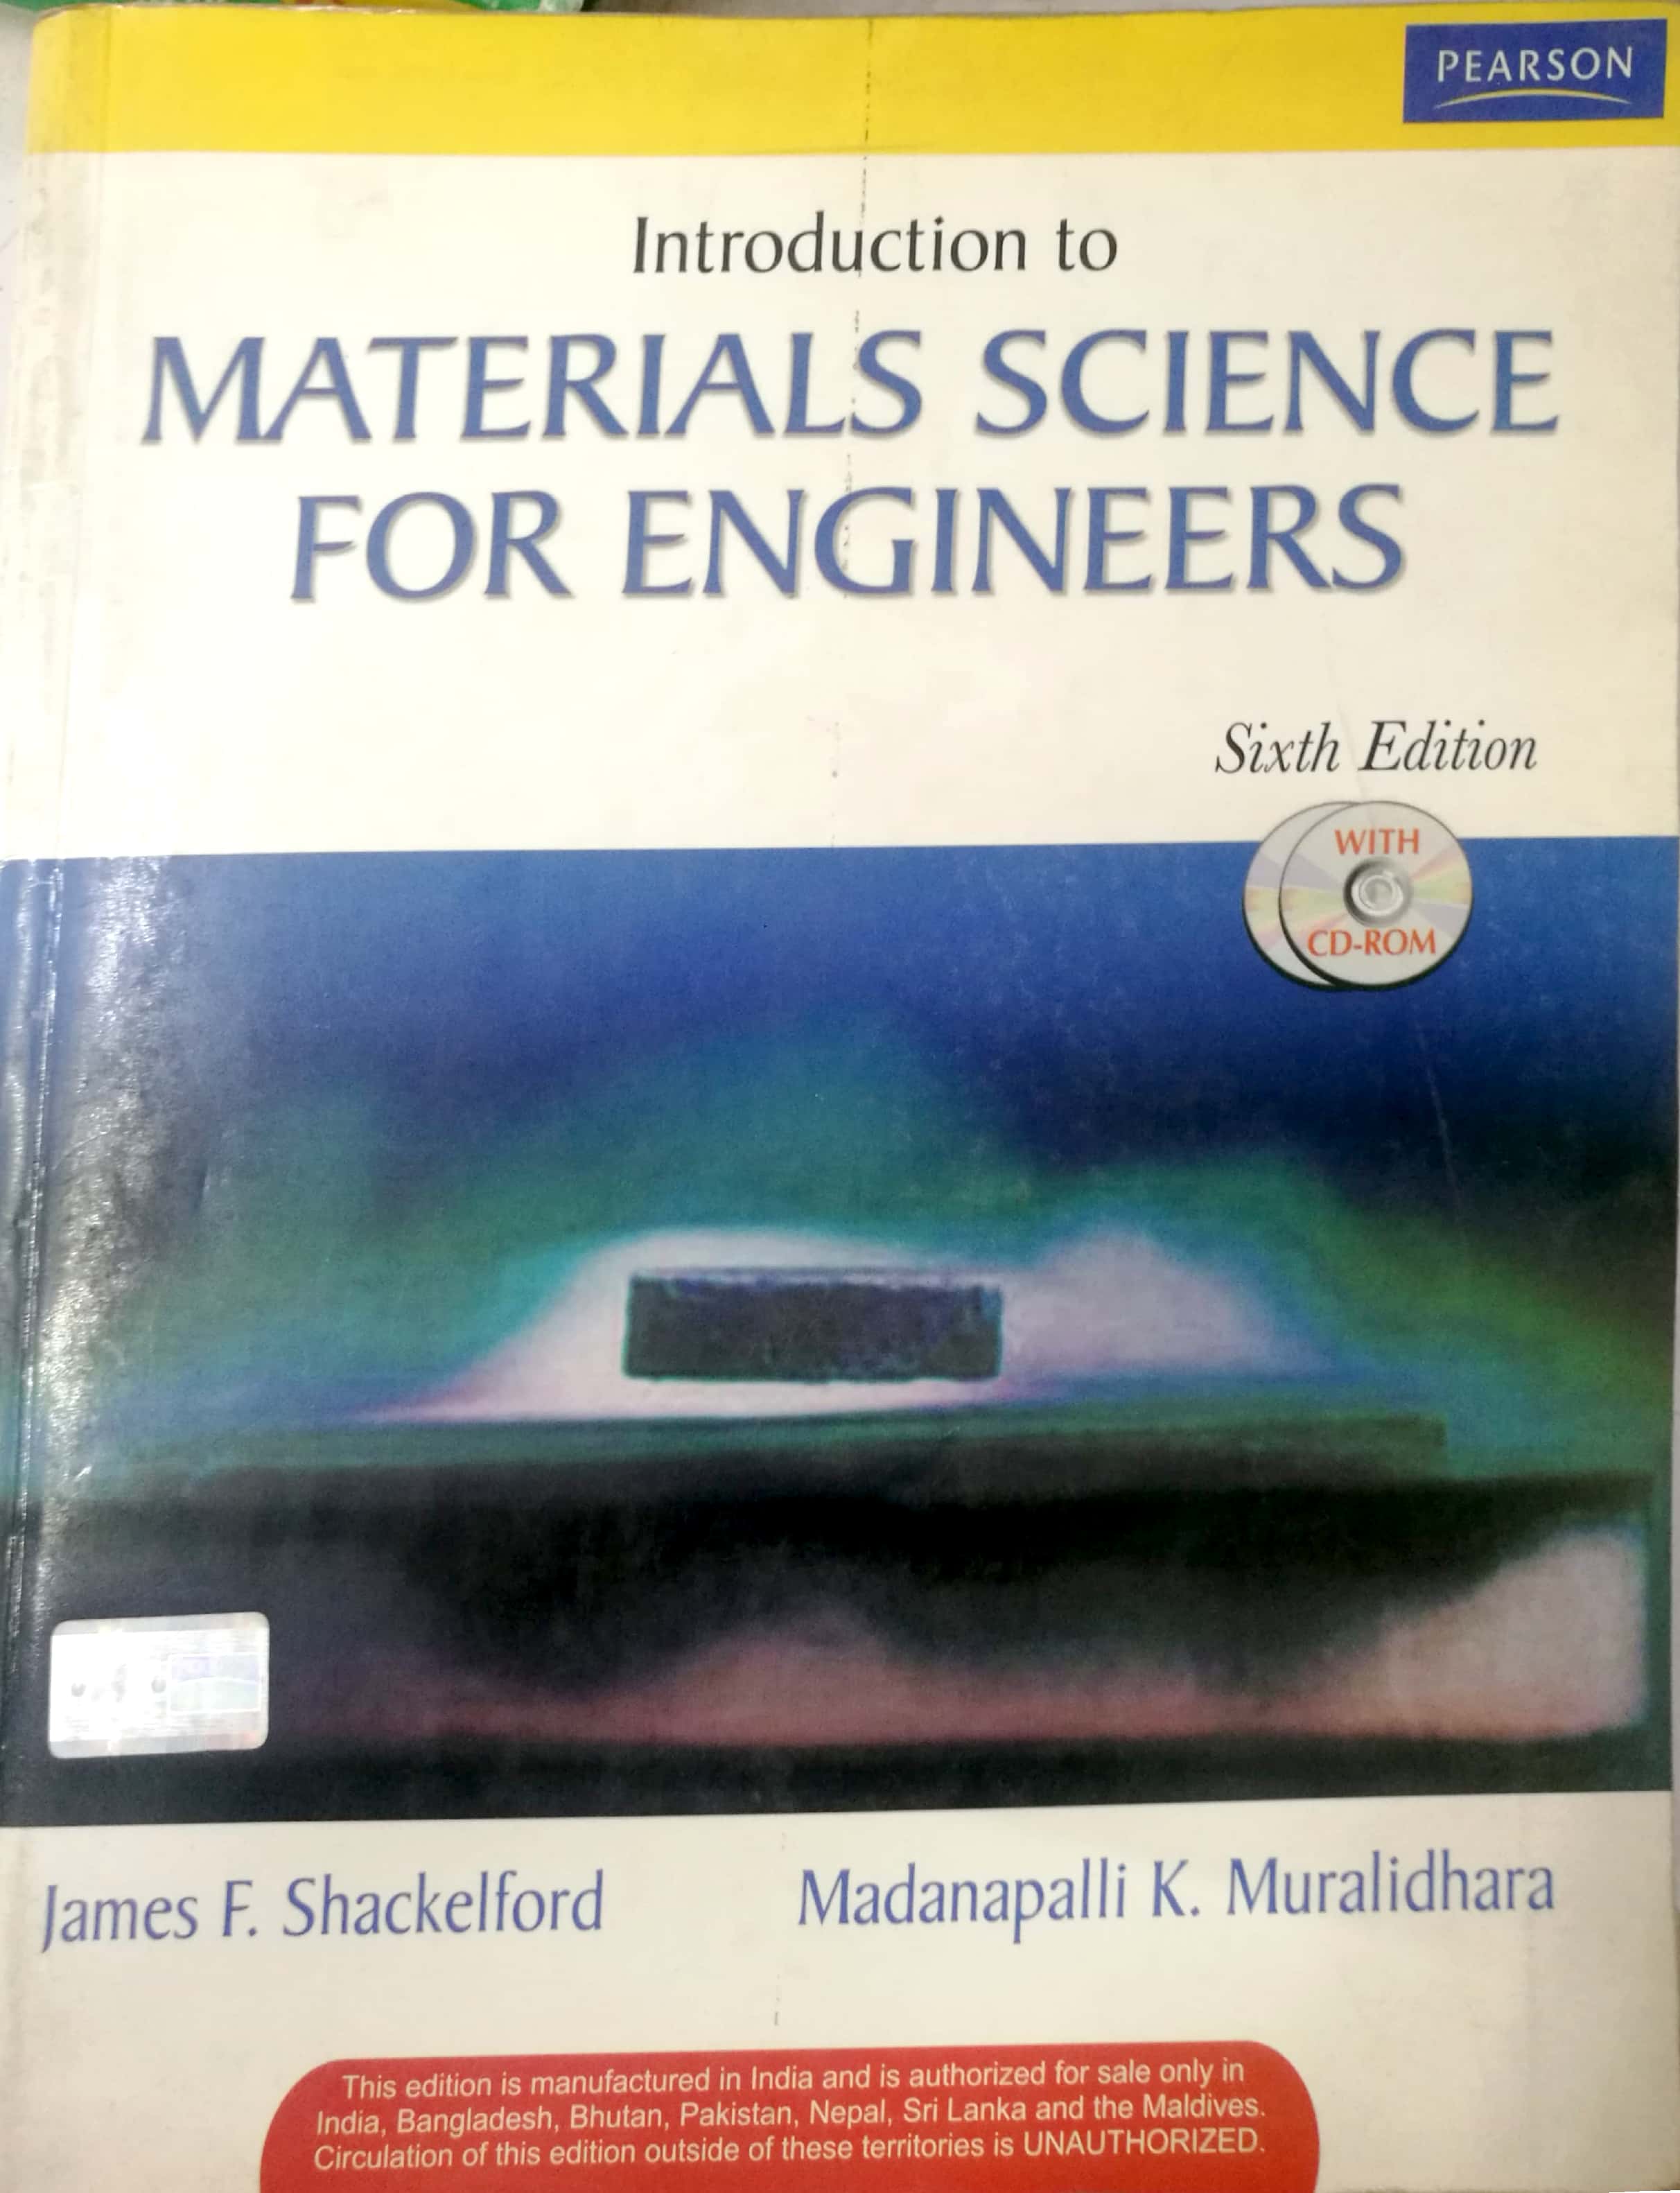 PEARSON
Introduction to
MATERIALS SCIENCE
FOR ENGINEERS
Sixth Edition
WITH
CD-ROM
James F. Shackelford
Madanapalli K. Muralidhara
This edition is manufactured in India and is authorized for sale only in
India, Bangladesh, Bhutan, Pakistan, Nepal, Sri Lanka and the Maldives.
Circulation of this edition outside of these territories is UNAUTHORIZED.